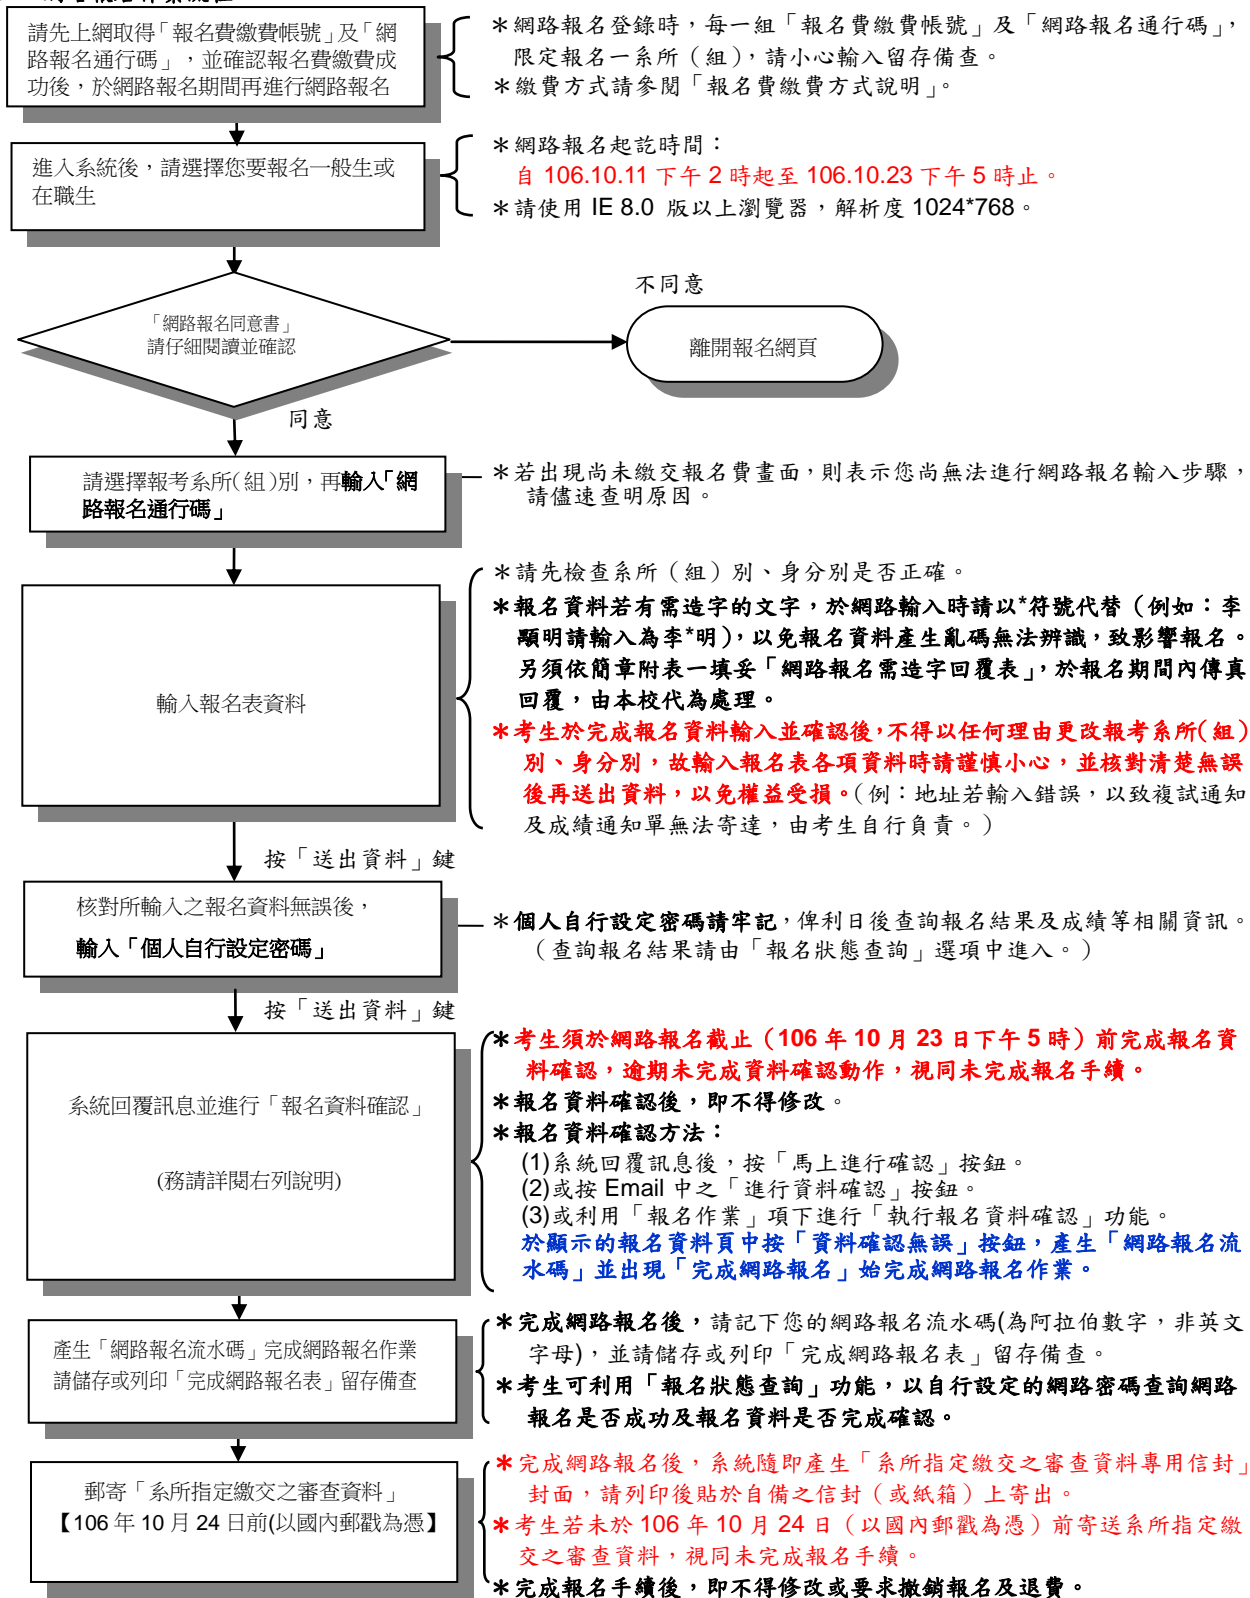 請先上網取得「報名費繳費帳號」及「網
路報名通行碼」，並確認報名費繳費成
功後，於網路報名期間再進行網路報名
＊網路報名登錄時，每一組「報名費繳費帳號」及「網路報名通行碼」，
限定報名一系所（組），請小心輸入留存備查。
＊繳費方式請參閱「報名費繳費方式說明」。
進入系統後，請選擇您要報名一般生或
在職生
＊網路報名起訖時間：
自 106.10.11 下午 2 時起至 106.10.23 下午 5 時止。
＊請使用 IE 8.0 版以上瀏覽器，解析度 1024*768。
「網路報名同意書」
請仔細閱讀並確認
不同意
離開報名網頁
同意
請選擇報考系所(組)別，再輸入「網
路報名通行碼」
＊若出現尚未繳交報名費畫面，則表示您尚無法進行網路報名輸入步驟，
請儘速查明原因。
輸入報名表資料
＊請先檢查系所（組）別、身分別是否正確。
＊報名資料若有需造字的文字，於網路輸入時請以*符號代替（例如：李
顯明請輸入為李*明），以免報名資料產生亂碼無法辨識，致影響報名。
另須依簡章附表一填妥「網路報名需造字回覆表」，於報名期間內傳真
回覆，由本校代為處理。
＊考生於完成報名資料輸入並確認後，不得以任何理由更改報考系所(組)
別、身分別，故輸入報名表各項資料時請謹慎小心，並核對清楚無誤
後再送出資料，以免權益受損。（例：地址若輸入錯誤，以致複試通知
及成績通知單無法寄達，由考生自行負責。）
按「送出資料」鍵
核對所輸入之報名資料無誤後，
輸入「個人自行設定密碼」
＊個人自行設定密碼請牢記，俾利日後查詢報名結果及成績等相關資訊。
（查詢報名結果請由「報名狀態查詢」選項中進入。）
按「送出資料」鍵
系統回覆訊息並進行「報名資料確認」
(務請詳閱右列說明)
＊考生須於網路報名截止（106 年 10 月 23 日下午 5 時）前完成報名資
料確認，逾期未完成資料確認動作，視同未完成報名手續。
＊報名資料確認後，即不得修改。
＊報名資料確認方法：
(1)系統回覆訊息後，按「馬上進行確認」按鈕。
(2)或按 Email 中之「進行資料確認」按鈕。
(3)或利用「報名作業」項下進行「執行報名資料確認」功能。
於顯示的報名資料頁中按「資料確認無誤」按鈕，產生「網路報名流
水碼」並出現「完成網路報名」始完成網路報名作業。
產生「網路報名流水碼」完成網路報名作業
請儲存或列印「完成網路報名表」留存備查
＊完成網路報名後，請記下您的網路報名流水碼(為阿拉伯數字，非英文
字母)，並請儲存或列印「完成網路報名表」留存備查。
＊考生可利用「報名狀態查詢」功能，以自行設定的網路密碼查詢網路
報名是否成功及報名資料是否完成確認。
郵寄「系所指定繳交之審查資料」
【106 年 10 月 24 日前(以國內郵戳為憑】
＊完成網路報名後，系統隨即產生「系所指定繳交之審查資料專用信封」
封面，請列印後貼於自備之信封（或紙箱）上寄出。
＊考生若未於 106 年 10 月 24 日（以國內郵戳為憑）前寄送系所指定繳
交之審查資料，視同未完成報名手續。
＊完成報名手續後，即不得修改或要求撤銷報名及退費。